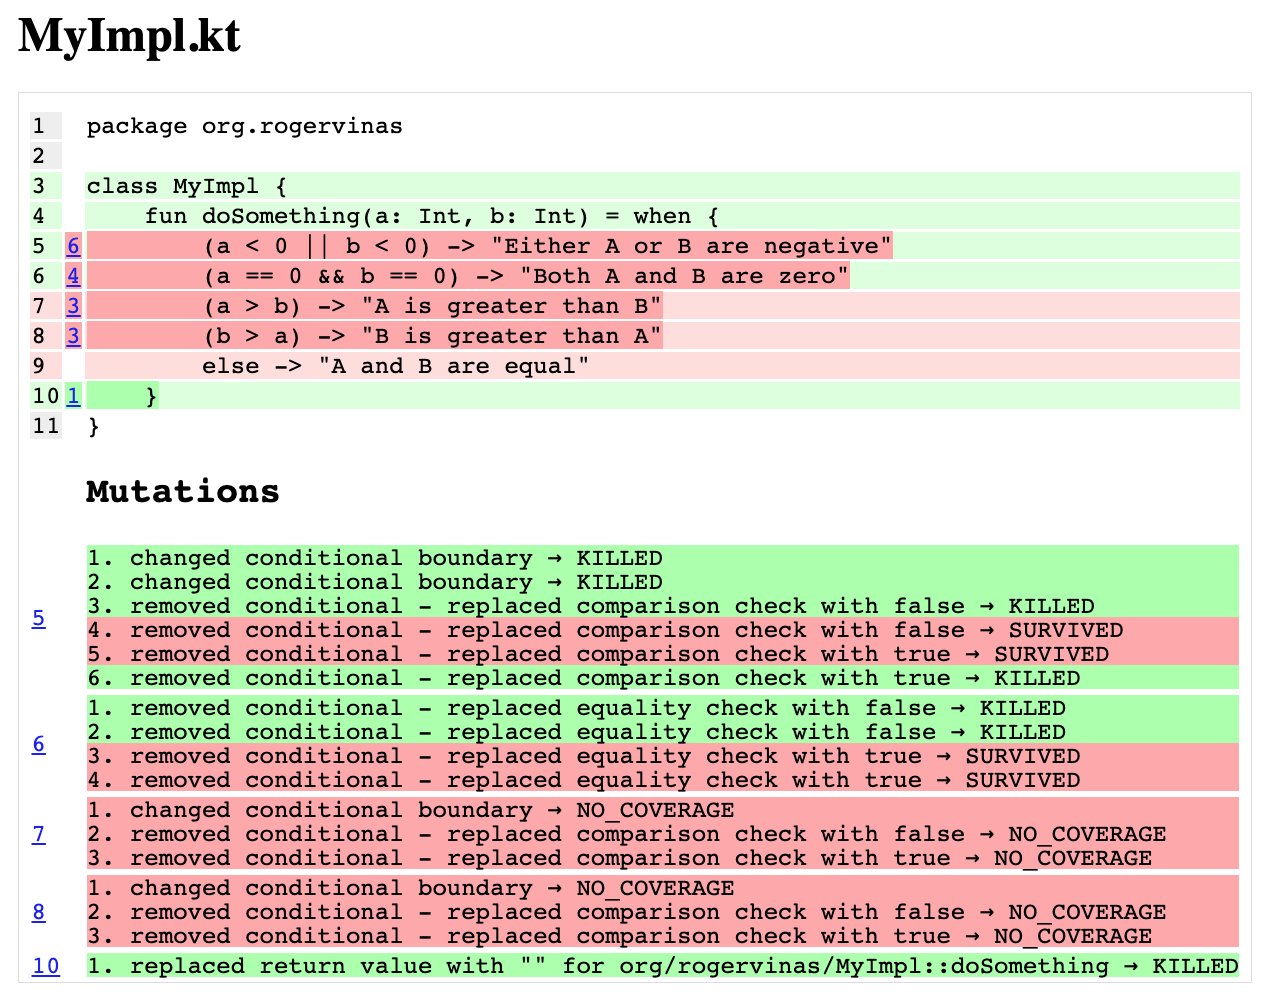 MyImpl.kt
1 package org.rogervinas
2
3 class MyImpl {
4     fun doSomething(a: Int, b: Int) = when {
5 6         (a < 0 || b < 0) -> "Either A or B are negative"
6 4         (a == 0 && b == 0) -> "Both A and B are zero"
7 3         (a > b) -> "A is greater than B"
8 3         (b > a) -> "B is greater than A"
9         else -> "A and B are equal"
10 1     }
11 }
Mutations
5
1. changed conditional boundary → KILLED
2. changed conditional boundary → KILLED
3. removed conditional - replaced comparison check with false → KILLED
4. removed conditional - replaced comparison check with false → SURVIVED
5. removed conditional - replaced comparison check with true → SURVIVED
6. removed conditional - replaced comparison check with true → KILLED
6
1. removed conditional - replaced equality check with false → KILLED
2. removed conditional - replaced equality check with false → KILLED
3. removed conditional - replaced equality check with true → SURVIVED
4. removed conditional - replaced equality check with true → SURVIVED
7
1. changed conditional boundary → NO_COVERAGE
2. removed conditional - replaced comparison check with false → NO_COVERAGE
3. removed conditional - replaced comparison check with true → NO_COVERAGE
8
1. changed conditional boundary → NO_COVERAGE
2. removed conditional - replaced comparison check with false → NO_COVERAGE
3. removed conditional - replaced comparison check with true → NO_COVERAGE
10 1. replaced return value with "" for org/rogervinas/MyImpl::doSomething → KILLED